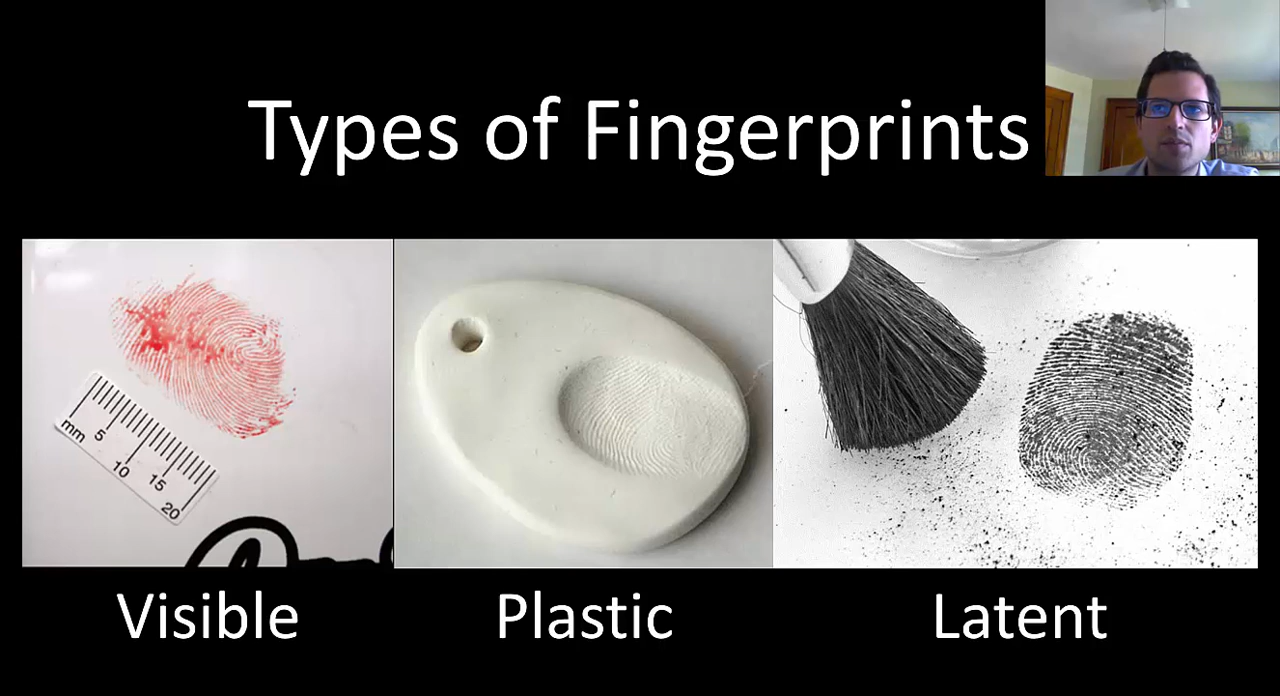 Types of Fingerprints
mm 5 10 15 20
Visible
Plastic
Latent